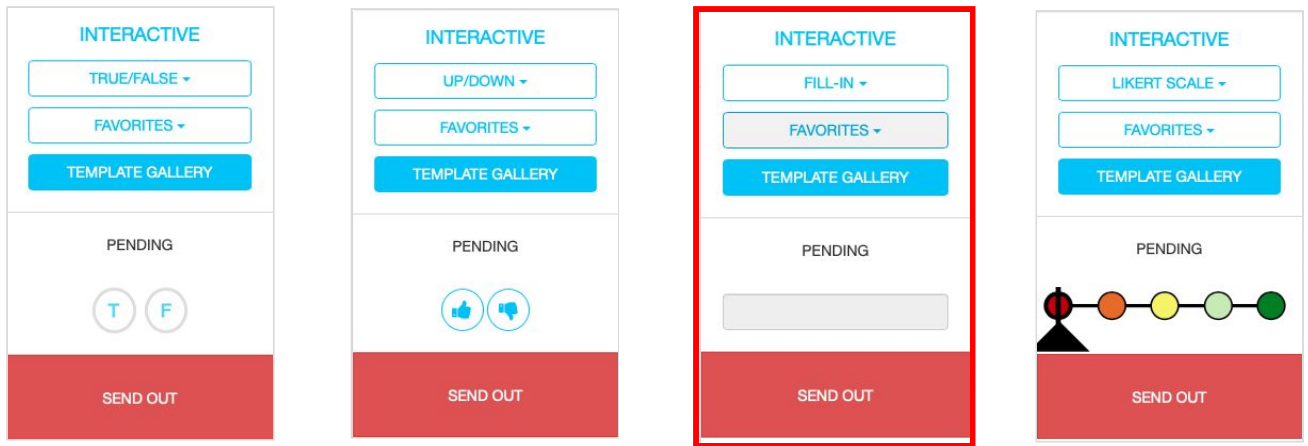 INTERACTIVE
TRUE/FALSE
FAVORITES
TEMPLATE GALLERY
PENDING
T F
SEND OUT
INTERACTIVE
UP/DOWN
FAVORITES
TEMPLATE GALLERY
PENDING
SEND OUT
INTERACTIVE
FILL-IN
FAVORITES
TEMPLATE GALLERY
PENDING
SEND OUT
INTERACTIVE
LIKERT SCALE
FAVORITES
TEMPLATE GALLERY
PENDING
SEND OUT